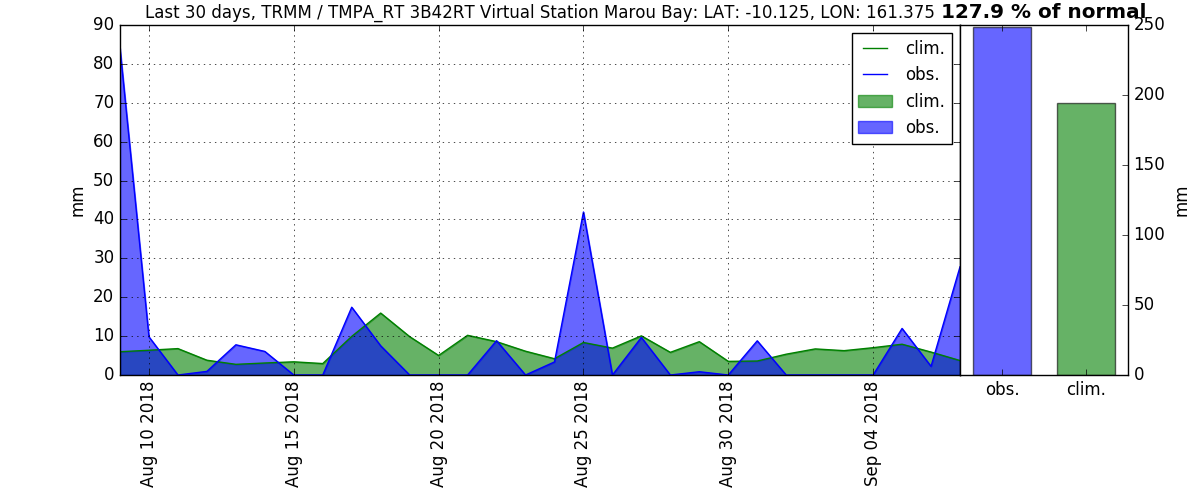 Last 30 days, TRMM / TMPA_RT 3B42RT Virtual Station Marou Bay: LAT: -10.125, LON: 161.375 127.9 % of normal
90
80
70
60
50
40
30
20
10
0
mm
clim.
obs.
clim.
obs.
250
200
150
100
50
0
mm
obs.
clim.
Aug 10 2018
Aug 15 2018
Aug 20 2018
Aug 25 2018
Aug 30 2018
Sep 04 2018